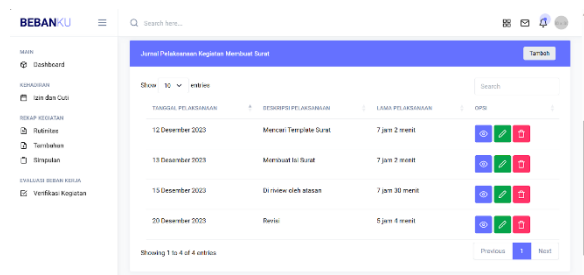 BEBANKU
Search here...
MAIN
Dashboard
KEHADIRAN
Izin dan Cuti
REKAP KEGIATAN
Rutinitas
Tambahan
Simpulan
EVALUASI BEBAN KERJA
Verifikasi Kegiatan
Jurnal Pelaksanaan Kegiatan Membuat Surat
Tambah
Show 10 entries
Search
TANGGAL PELAKSANAAN DESKRIPSI PELAKSANAAN LAMA PELAKSANAAN OPSI
12 Desember 2023 Mencari Template Surat 7 jam 2 menit
13 Desember 2023 Membuat Isi Surat 7 jam 2 menit
15 Desember 2023 Di riview oleh atasan 7 jam 30 menit
20 Desember 2023 Revisi 5 jam 4 menit
Showing 1 to 4 of 4 entries
Previous 1 Next